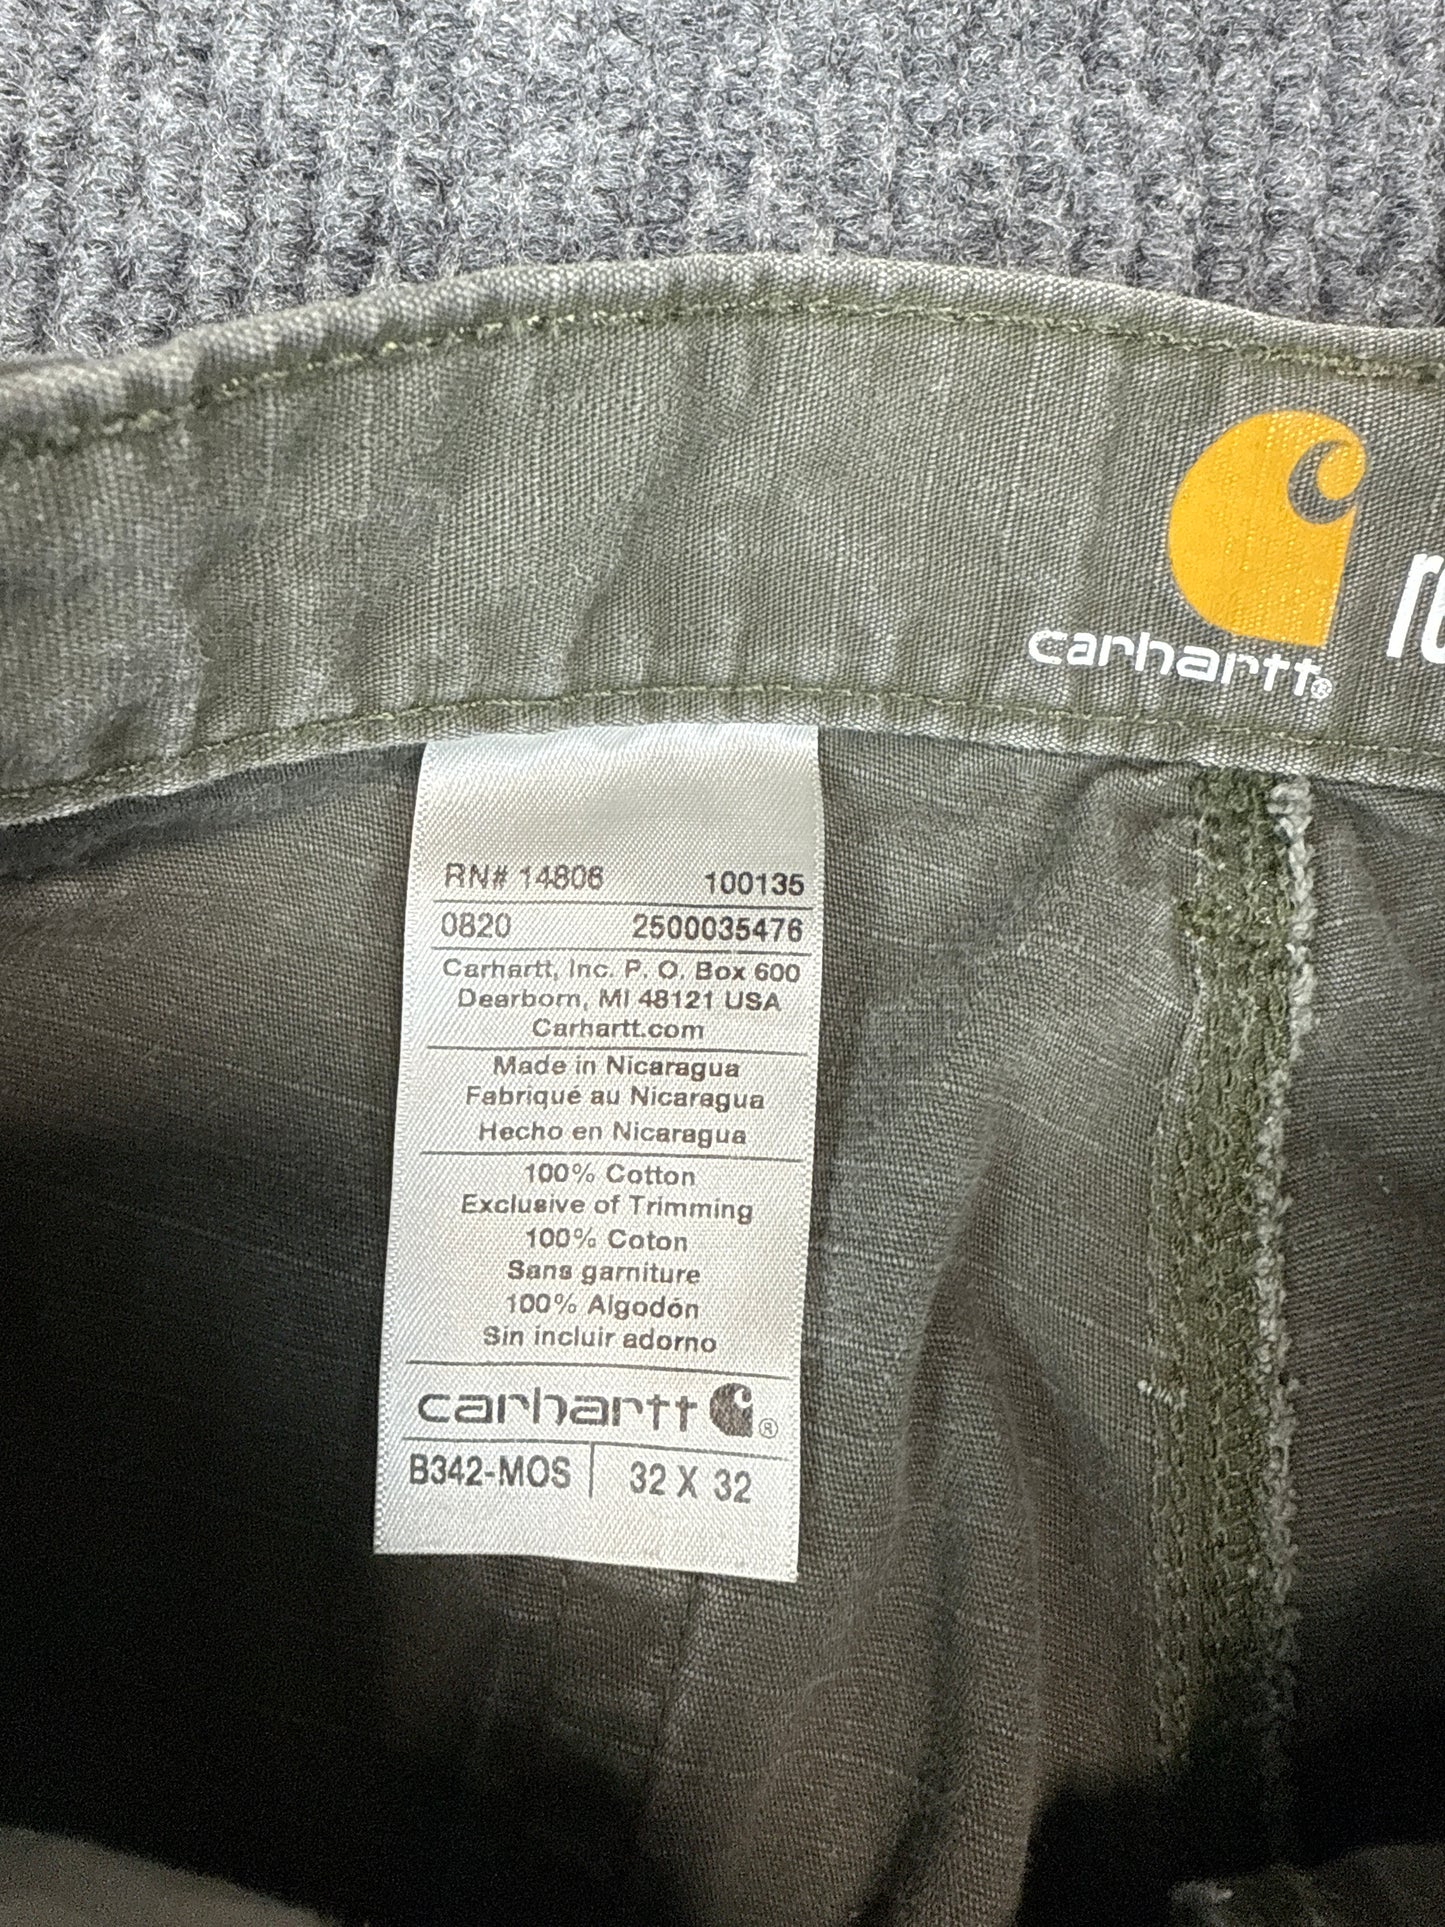 carhartt®
RN# 14806 100135
0820 2500035476
Carhartt, Inc. P. O. Box 600
Dearborn, MI 48121 USA
Carhartt.com
Made in Nicaragua
Fabriqué au Nicaragua
Hecho en Nicaragua
100% Cotton
Exclusive of Trimming
100% Coton
Sans garniture
100% Algodón
Sin incluir adorno
carhartt ®
B342-MOS | 32 X 32